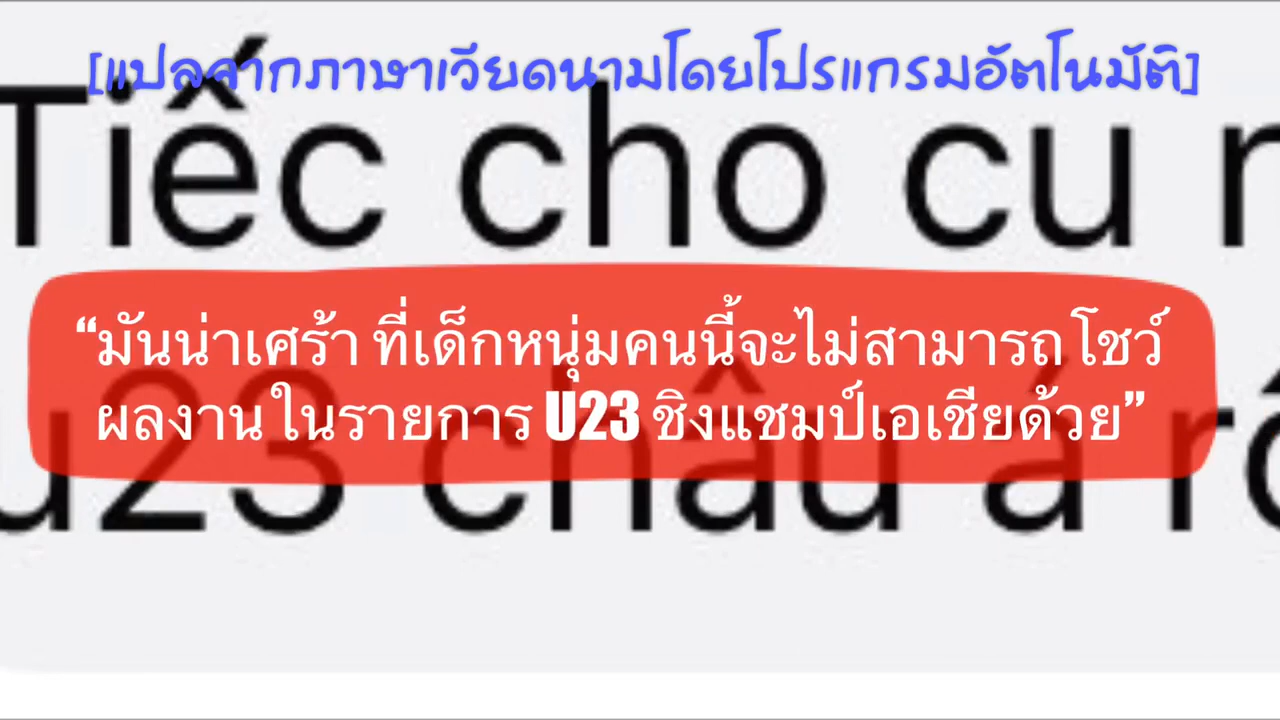 [แปลจากภาษาเวียดนามโดยโปรแกรมอัตโนมัติ]
Tiếc cho cu
“มันน่าเศร้า ที่เด็กหนุ่มคนนี้จะไม่สามารถโชว์
ผลงานในรายการ U23 ชิงแชมป์เอเชียด้วย”
u23 châu á